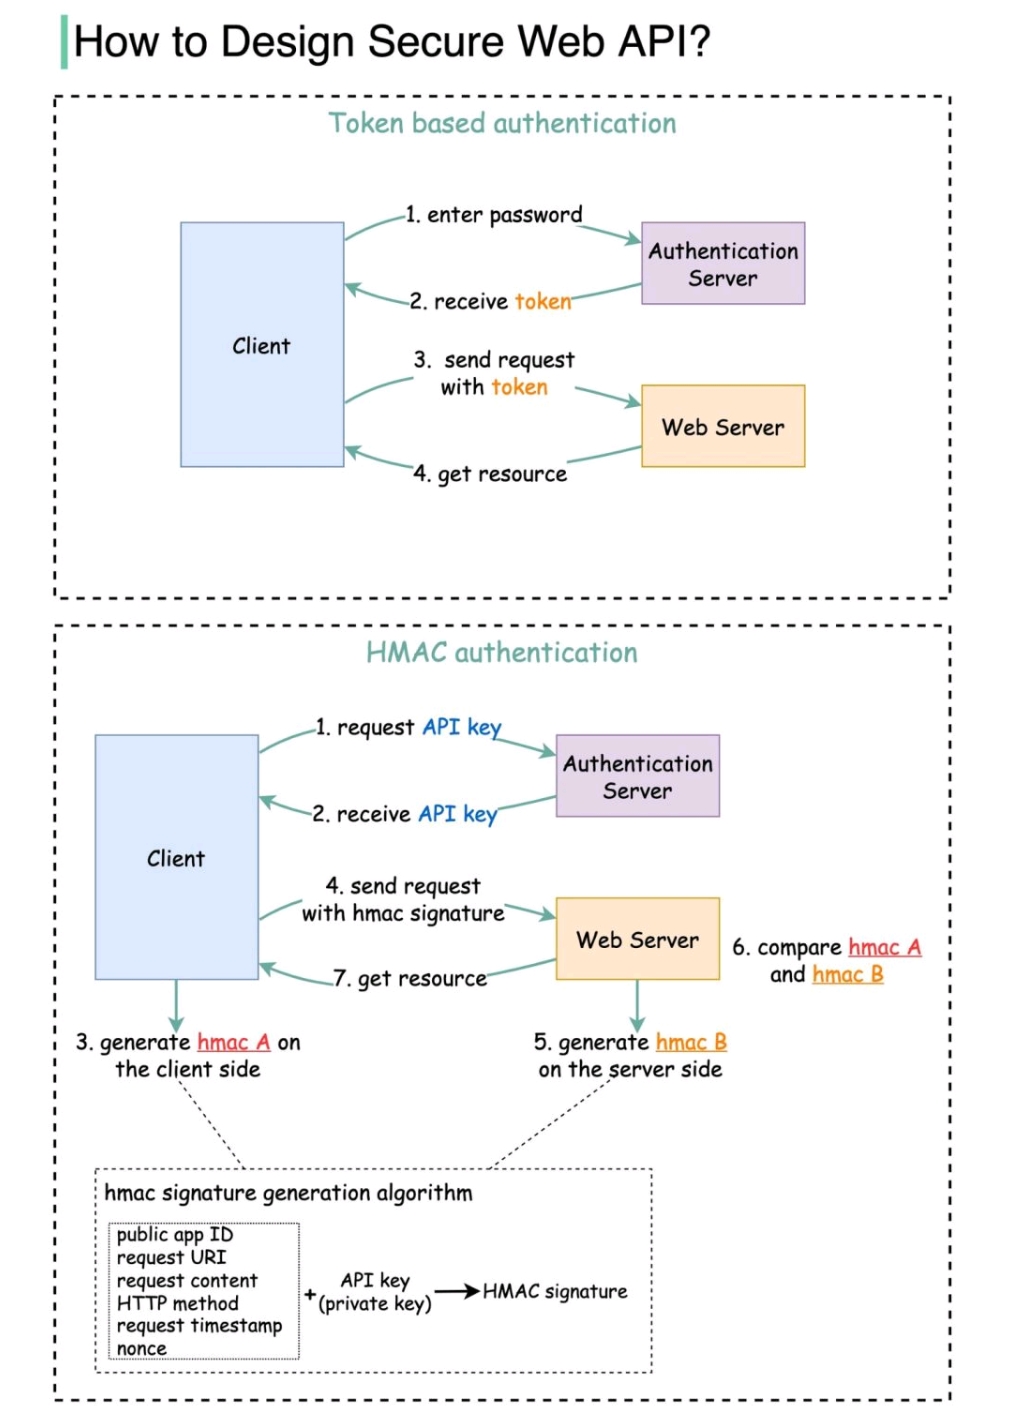 How to Design Secure Web API?
Token based authentication
1. enter password
Authentication
Server
2. receive token
Client
3. send request
with token
Web Server
4. get resource
HMAC authentication
1. request API key
Authentication
Server
2. receive API key
Client
4. send request
with hmac signature
Web Server
6. compare hmac A
and hmac B
7. get resource
3. generate hmac A on
the client side
5. generate hmac B
on the server side
hmac signature generation algorithm
public app ID
request URI
request content
HTTP method
request timestamp
nonce
+
API key
(private key)
HMAC signature